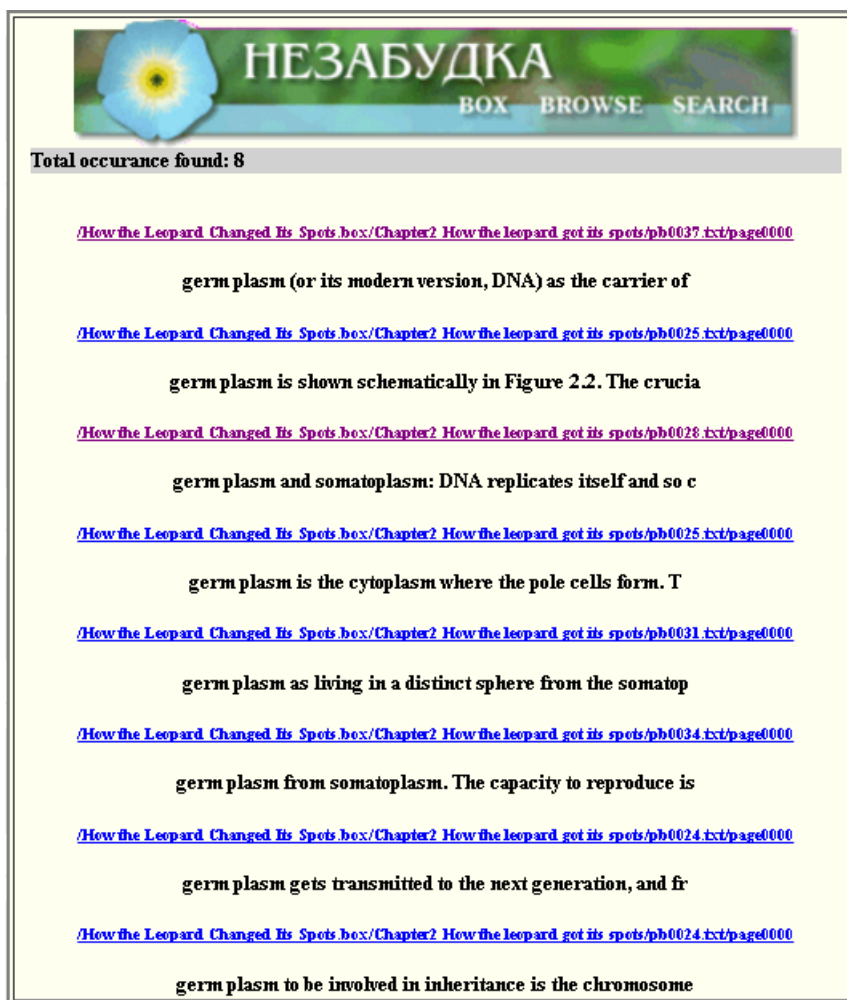 НЕЗАБУДКА
BOX BROWSE SEARCH
Total occurance found: 8
/How the Leopard Changed Its Spots.box/Chapter2 How the leopard got its spots/pb0037.txt/page0000
germ plasm (or its modern version, DNA) as the carrier of
/How the Leopard Changed Its Spots.box/Chapter2 How the leopard got its spots/pb0025.txt/page0000
germ plasm is shown schematically in Figure 2.2. The crucia
/How the Leopard Changed Its Spots.box/Chapter2 How the leopard got its spots/pb0028.txt/page0000
germ plasm and somatoplasm: DNA replicates itself and so c
/How the Leopard Changed Its Spots.box/Chapter2 How the leopard got its spots/pb0025.txt/page0000
germ plasm is the cytoplasm where the pole cells form. T
/How the Leopard Changed Its Spots.box/Chapter2 How the leopard got its spots/pb0031.txt/page0000
germ plasm as living in a distinct sphere from the somatop
/How the Leopard Changed Its Spots.box/Chapter2 How the leopard got its spots/pb0034.txt/page0000
germ plasm from somatoplasm. The capacity to reproduce is
/How the Leopard Changed Its Spots.box/Chapter2 How the leopard got its spots/pb0024.txt/page0000
germ plasm gets transmitted to the next generation, and fr
/How the Leopard Changed Its Spots.box/Chapter2 How the leopard got its spots/pb0024.txt/page0000
germ plasm to be involved in inheritance is the chromosome